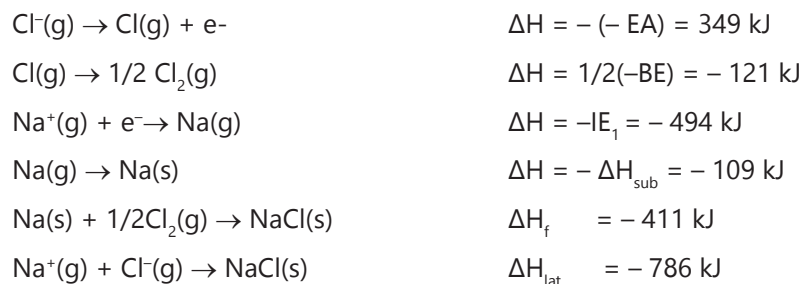 Cl⁻(g) → Cl(g) + e- ΔH = – (– EA) = 349 kJ
Cl(g) → 1/2 Cl₂(g) ΔH = 1/2(–BE) = – 121 kJ
Na⁺(g) + e⁻→ Na(g) ΔH = –IE₁ = – 494 kJ
Na(g) → Na(s) ΔH = – ΔH_sub = – 109 kJ
Na(s) + 1/2Cl₂(g) → NaCl(s) ΔH_f = – 411 kJ
Na⁺(g) + Cl⁻(g) → NaCl(s) ΔH_lat = – 786 kJ